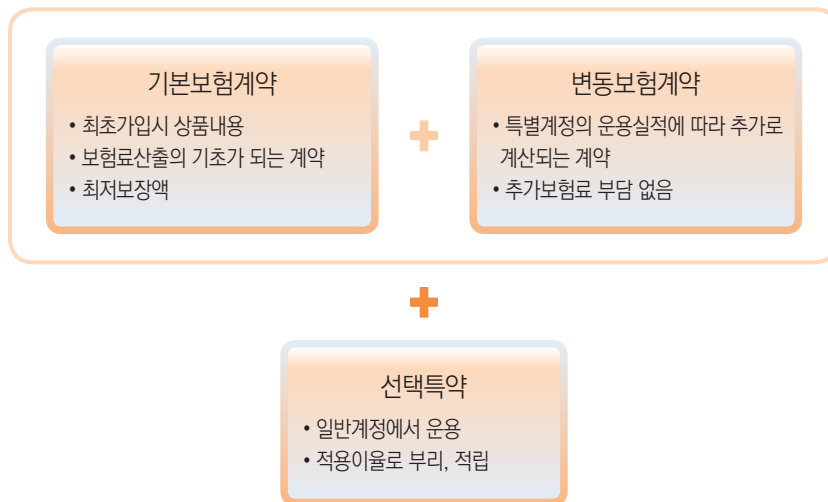 기본보험계약
• 최초가입시 상품내용
• 보험료산출의 기초가 되는 계약
• 최저보장액
변동보험계약
• 특별계정의 운용실적에 따라 추가로
계산되는 계약
• 추가보험료 부담 없음
선택특약
• 일반계정에서 운용
• 적용이율로 부리, 적립